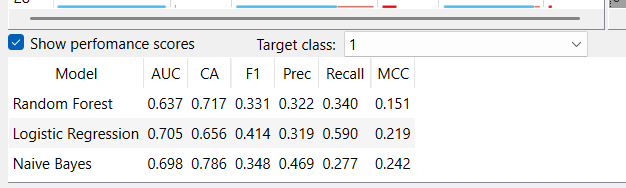 Show perfomance scores Target class: 1
Model AUC CA F1 Prec Recall MCC
Random Forest 0.637 0.717 0.331 0.322 0.340 0.151
Logistic Regression 0.705 0.656 0.414 0.319 0.590 0.219
Naive Bayes 0.698 0.786 0.348 0.469 0.277 0.242